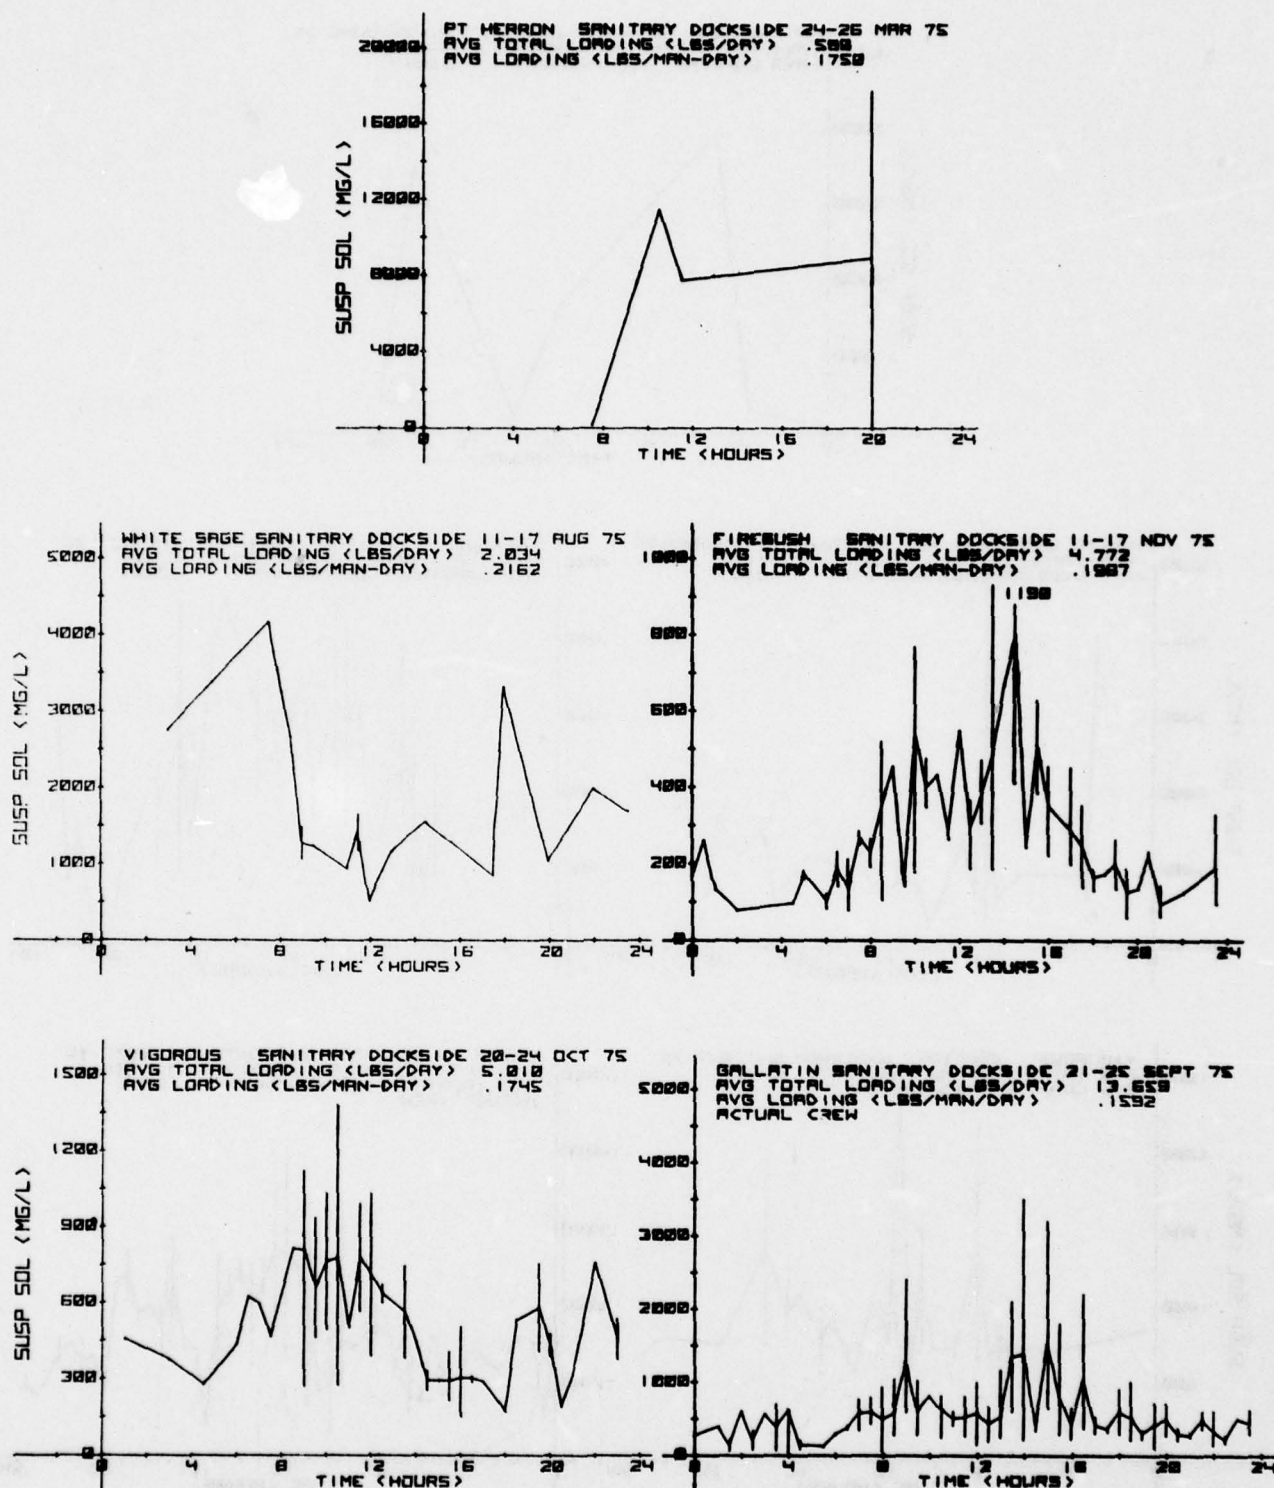 PT HERRON SANITARY DOCKSIDE 24-26 MAR 75
AVG TOTAL LOADING <LBS/DAY> .588
AVG LOADING <LBS/MAN-DAY> .1750
20000
16000
12000
8000
4000
0
SUSP SOL <MG/L>
0 4 8 12 16 20 24
TIME <HOURS>
WHITE SAGE SANITARY DOCKSIDE 11-17 AUG 75
AVG TOTAL LOADING <LBS/DAY> 2.034
AVG LOADING <LBS/MAN-DAY> .2162
5000
4000
3000
2000
1000
0
SUSP SOL <MG/L>
0 4 8 12 16 20 24
TIME <HOURS>
FIREBUSH SANITARY DOCKSIDE 11-17 NOV 75
AVG TOTAL LOADING <LBS/DAY> 4.772
AVG LOADING <LBS/MAN-DAY> .1987
1190
1000
800
600
400
200
0
0 4 8 12 16 20 24
TIME <HOURS>
VIGOROUS SANITARY DOCKSIDE 20-24 OCT 75
AVG TOTAL LOADING <LBS/DAY> 5.010
AVG LOADING <LBS/MAN-DAY> .1745
1500
1200
900
600
300
0
SUSP SOL <MG/L>
0 4 8 12 16 20 24
TIME <HOURS>
GALLATIN SANITARY DOCKSIDE 21-25 SEPT 75
AVG TOTAL LOADING <LBS/DAY> 13.659
AVG LOADING <LBS/MAN/DAY> .1592
ACTUAL CREW
5000
4000
3000
2000
1000
0
0 4 8 12 16 20 24
TIME <HOURS>